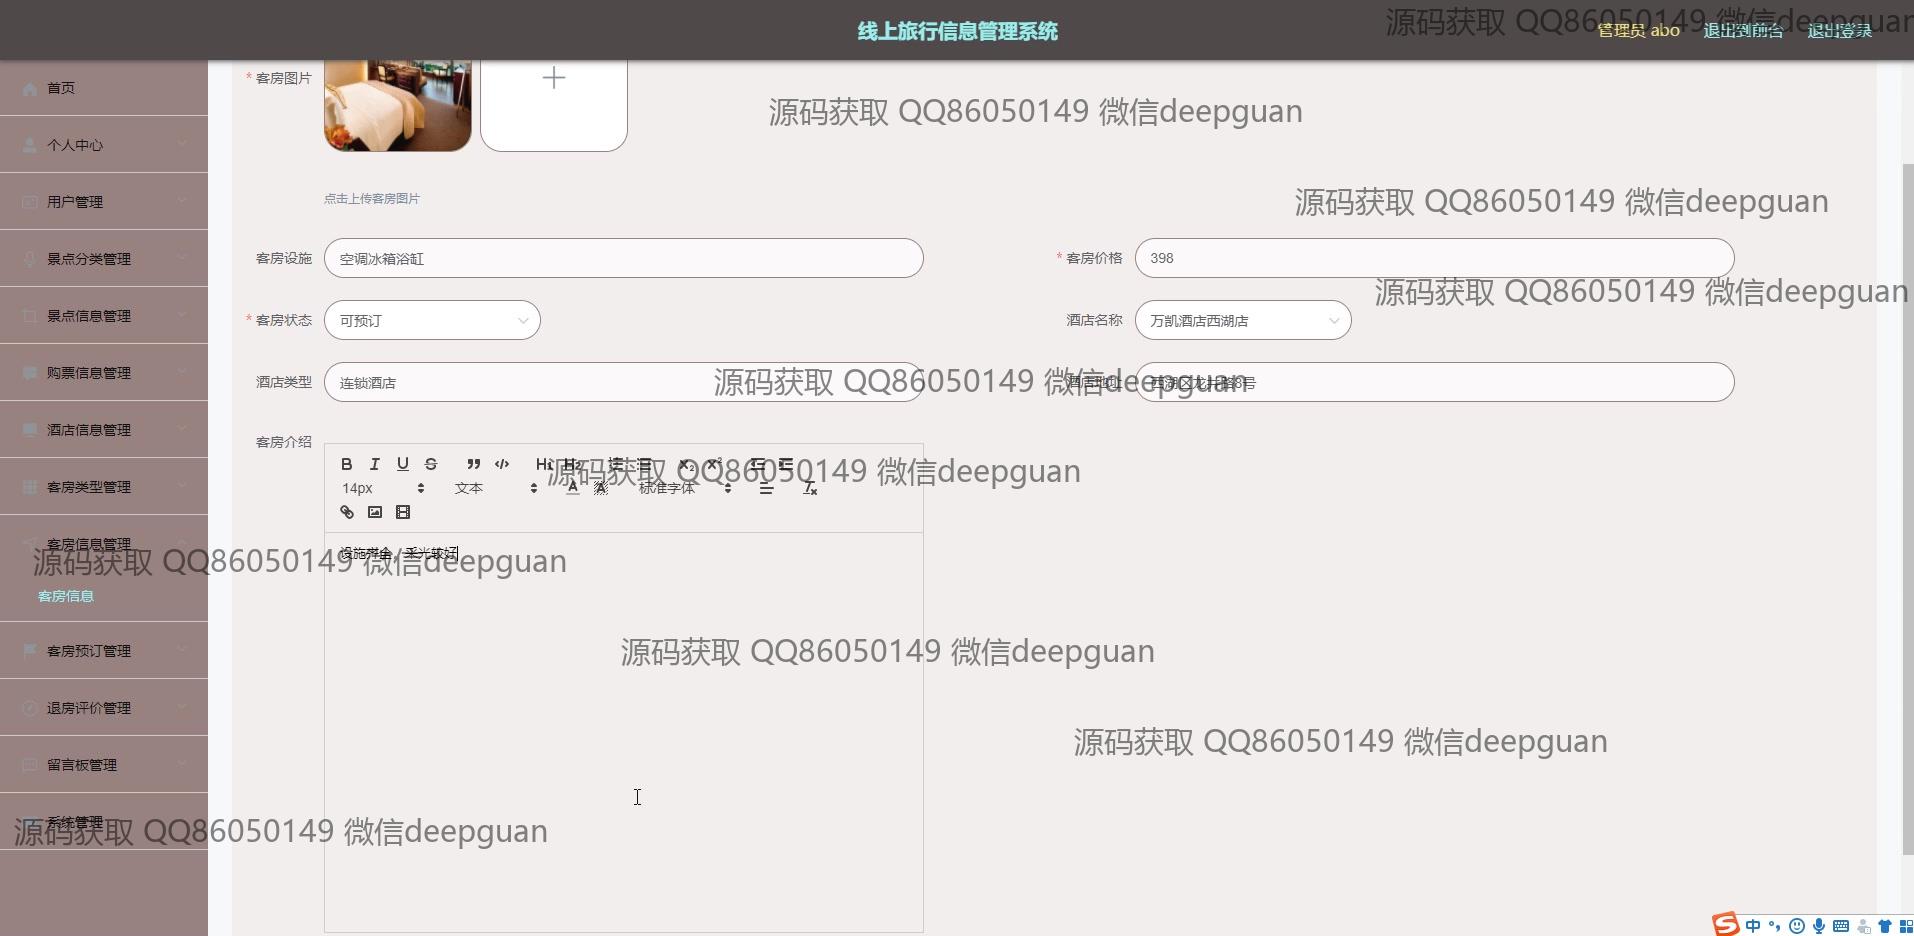 线上旅行信息管理系统
管理员 abo
退出到前台
退出登录
源码获取 QQ86050149 微信deepguan
首页
个人中心
用户管理
景点分类管理
景点信息管理
购票信息管理
酒店信息管理
客房类型管理
客房信息管理
客房信息
客房预订管理
退房评价管理
留言板管理
系统管理
* 客房图片
源码获取 QQ86050149 微信deepguan
点击上传客房图片
源码获取 QQ86050149 微信deepguan
客房设施
空调冰箱浴缸
* 客房价格
398
源码获取 QQ86050149 微信deepguan
* 客房状态
可预订
酒店名称
万凯酒店西湖店
酒店类型
连锁酒店
源码获取 QQ86050149 微信deepguan
酒店地址
西湖区龙井路8号
客房介绍
B I U S H1 H2 X2 X2
源码获取 QQ86050149 微信deepguan
14px
文本
A A
标准字体
设施齐全，采光较好
源码获取 QQ86050149 微信deepguan
源码获取 QQ86050149 微信deepguan
源码获取 QQ86050149 微信deepguan
源码获取 QQ86050149 微信deepguan
中